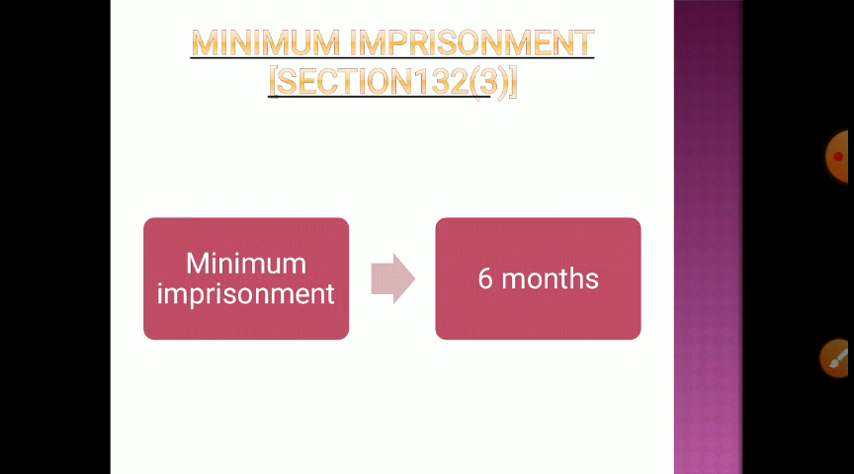 MINIMUM IMPRISONMENT
[SECTION132(3)]
Minimum
imprisonment
6 months